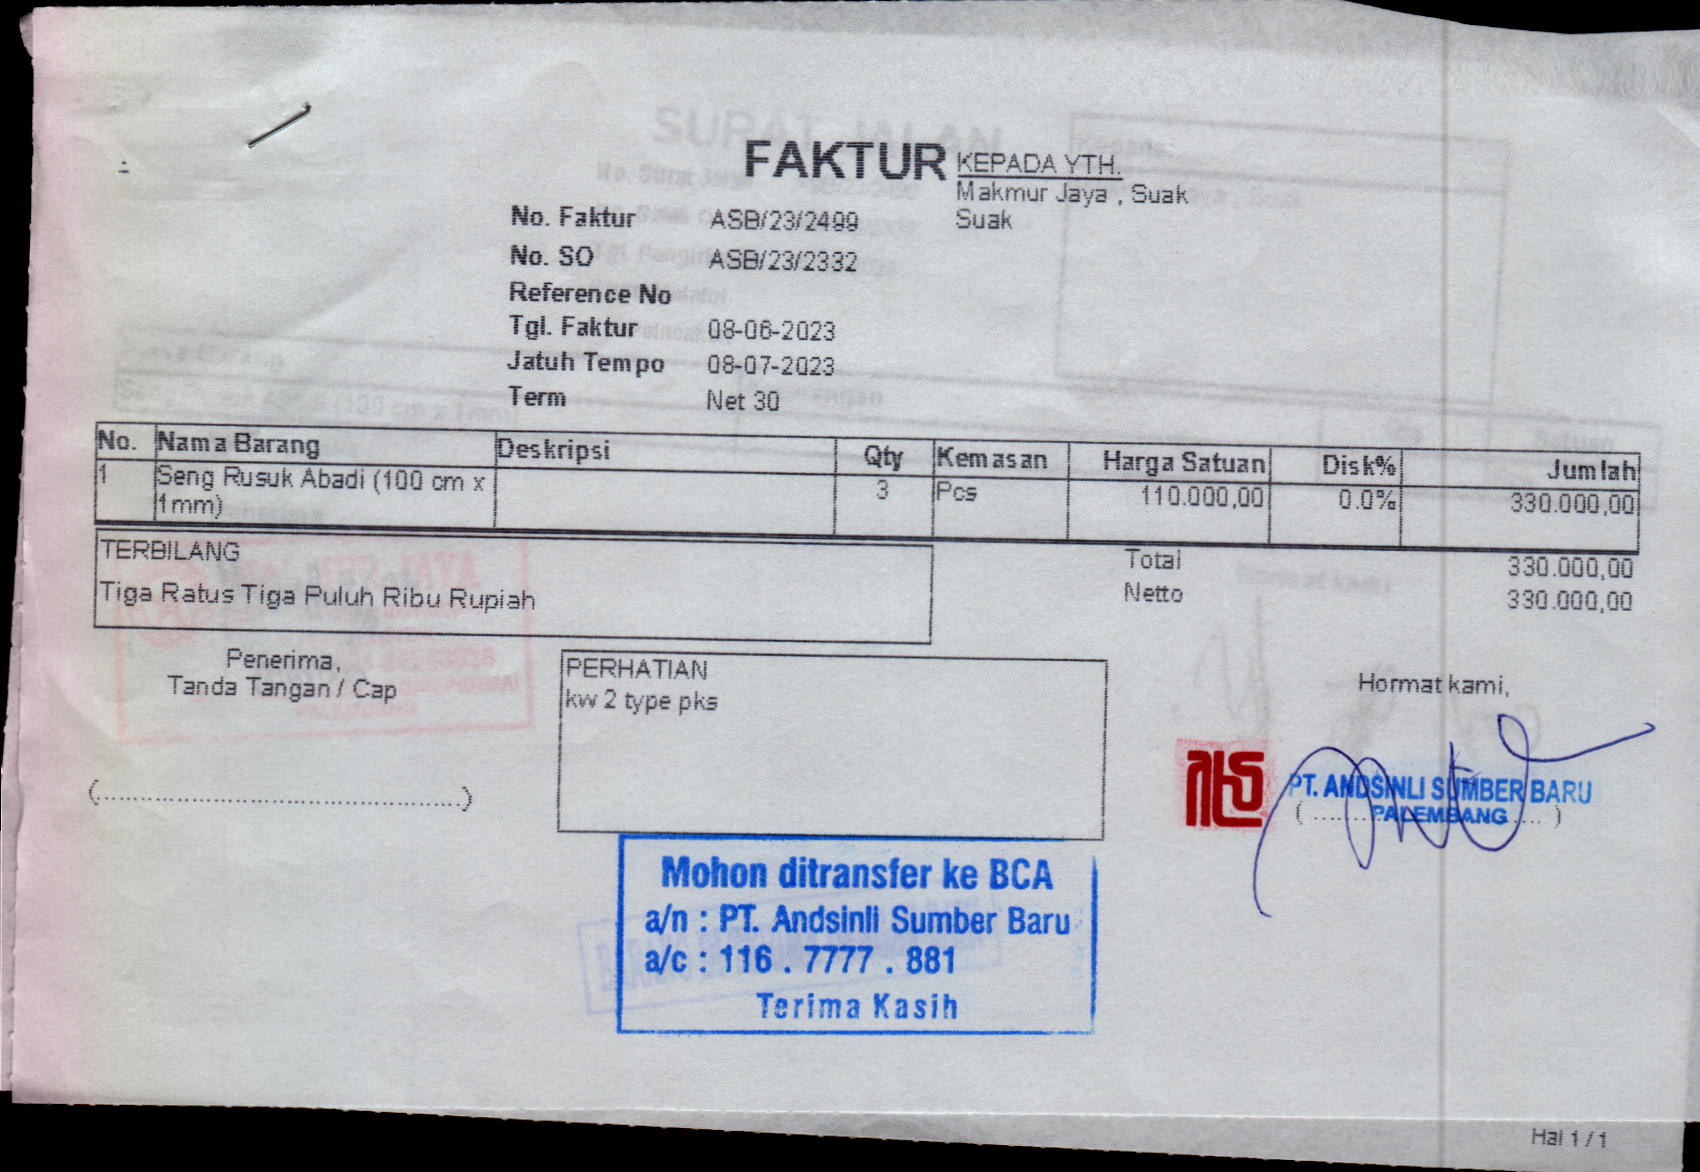 FAKTUR
KEPADA YTH.
Makmur Jaya , Suak
Suak
No. Faktur ASB/23/2499
No. SO ASB/23/2332
Reference No
Tgl. Faktur 08-06-2023
Jatuh Tempo 08-07-2023
Term Net 30
No. Nama Barang Deskripsi Qty Kemasan Harga Satuan Disk% Jumlah
1 Seng Rusuk Abadi (100 cm x 3 Pcs 110.000,00 0.0% 330.000,00
1mm)
TERBILANG
Tiga Ratus Tiga Puluh Ribu Rupiah
Total 330.000,00
Netto 330.000,00
Penerima,
Tanda Tangan / Cap
(................................................)
PERHATIAN
kw 2 type pks
Hormat kami,
PT. ANDSINLI SUMBER BARU
PALEMBANG
Mohon ditransfer ke BCA
a/n : PT. Andsinli Sumber Baru
a/c : 116 . 7777 . 881
Terima Kasih
Hal 1 / 1